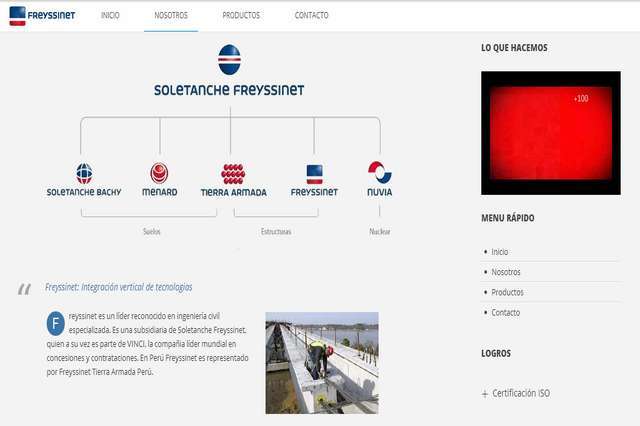 FREYSSINET
INICIO NOSOTROS PRODUCTOS CONTACTO
SOLETANCHE FREYSSINET
SOLETANCHE BACHY MENARD TIERRA ARMADA FREYSSINET NUVIA
Suelos Estructuras Nuclear
“ Freyssinet: Integración vertical de tecnologías
Freyssinet es un líder reconocido en ingeniería civil
especializada. Es una subsidiaria de Soletanche Freyssinet,
quien a su vez es parte de VINCI, la compañía líder mundial en
concesiones y contrataciones. En Perú Freyssinet es representado
por Freyssinet Tierra Armada Perú.
LO QUE HACEMOS
+100
MENU RÁPIDO
• Inicio
• Nosotros
• Productos
• Contacto
LOGROS
+ Certificación ISO